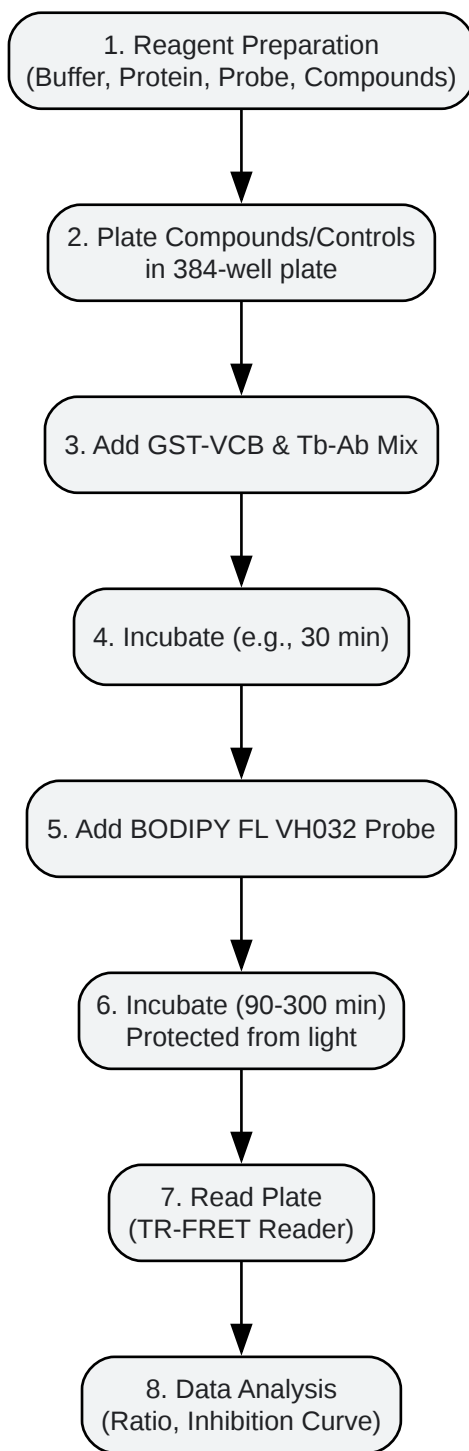 1. Reagent Preparation
(Buffer, Protein, Probe, Compounds)
2. Plate Compounds/Controls
in 384-well plate
3. Add GST-VCB & Tb-Ab Mix
4. Incubate (e.g., 30 min)
5. Add BODIPY FL VH032 Probe
6. Incubate (90-300 min)
Protected from light
7. Read Plate
(TR-FRET Reader)
8. Data Analysis
(Ratio, Inhibition Curve)